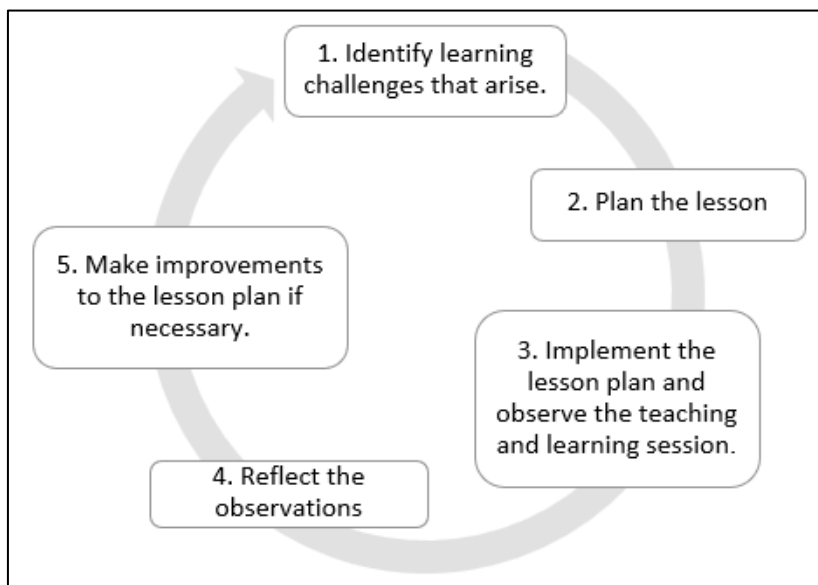 1. Identify learning
challenges that arise.
2. Plan the lesson
3. Implement the
lesson plan and
observe the teaching
and learning session.
4. Reflect the
observations
5. Make improvements
to the lesson plan if
necessary.